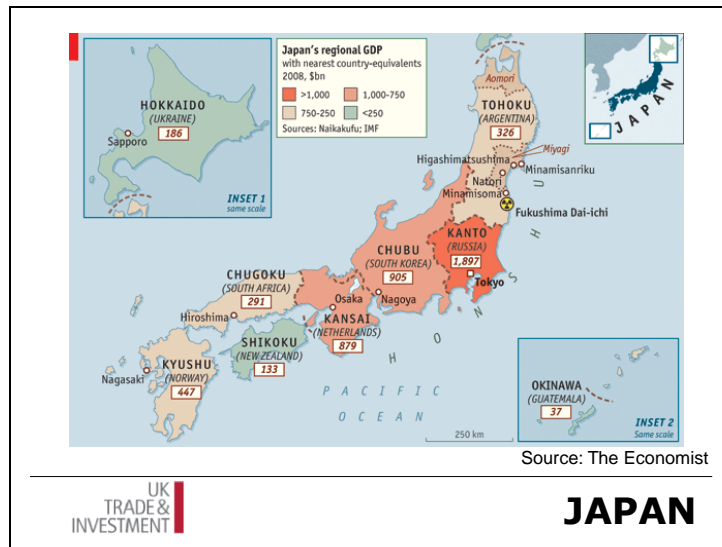 Japan's regional GDP
with nearest country-equivalents
2008, $bn
>1,000
1,000-750
750-250
<250
Sources: Naikakufu; IMF
HOKKAIDO
(UKRAINE)
186
Sapporo
INSET 1
same scale
JAPAN
Aomori
TOHOKU
(ARGENTINA)
326
Miyagi
Higashimatsushima
Minamisanriku
Natori
Minamisoma
Fukushima Dai-ichi
KANTO
(RUSSIA)
1,897
Tokyo
CHUBU
(SOUTH KOREA)
905
Nagoya
CHUGOKU
(SOUTH AFRICA)
291
Hiroshima
Osaka
KANSAI
(NETHERLANDS)
879
SHIKOKU
(NEW ZEALAND)
133
KYUSHU
(NORWAY)
447
Nagasaki
HONSHU
PACIFIC
OCEAN
OKINAWA
(GUATEMALA)
37
INSET 2
Same scale
250 km
Source: The Economist
UK
TRADE &
INVESTMENT
JAPAN